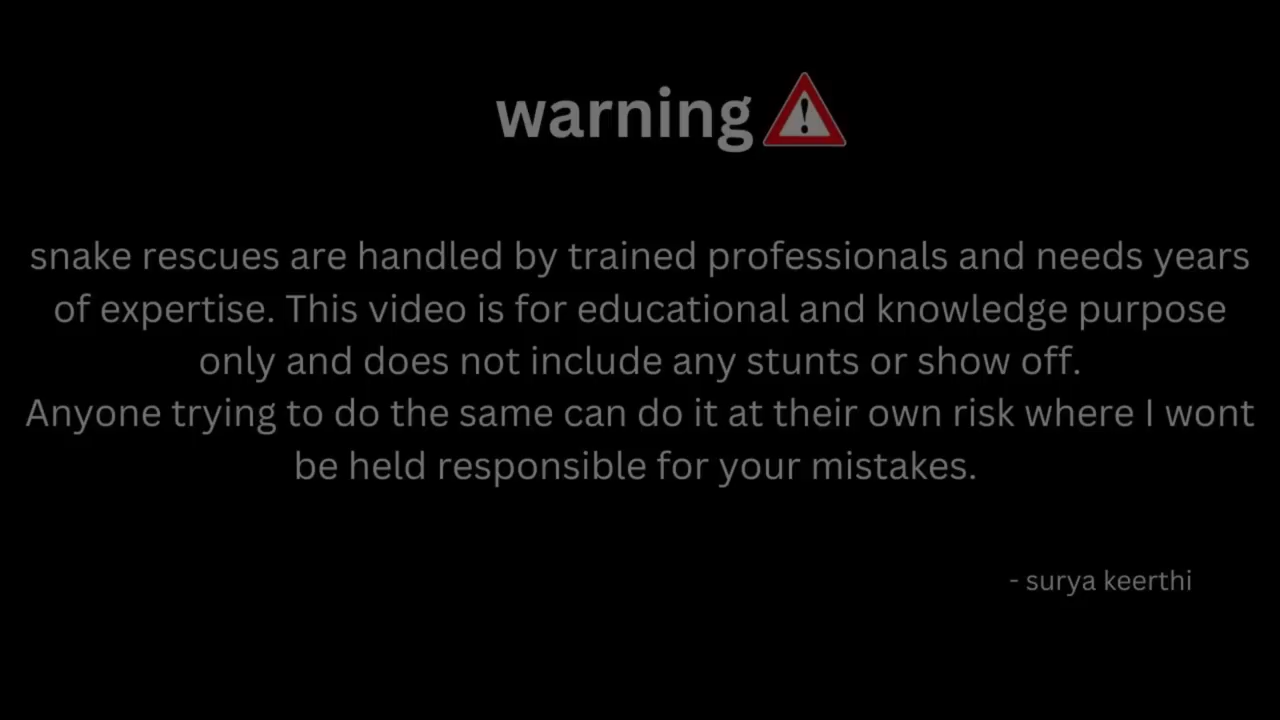 warning
snake rescues are handled by trained professionals and needs years
of expertise. This video is for educational and knowledge purpose
only and does not include any stunts or show off.
Anyone trying to do the same can do it at their own risk where I wont
be held responsible for your mistakes.
- surya keerthi